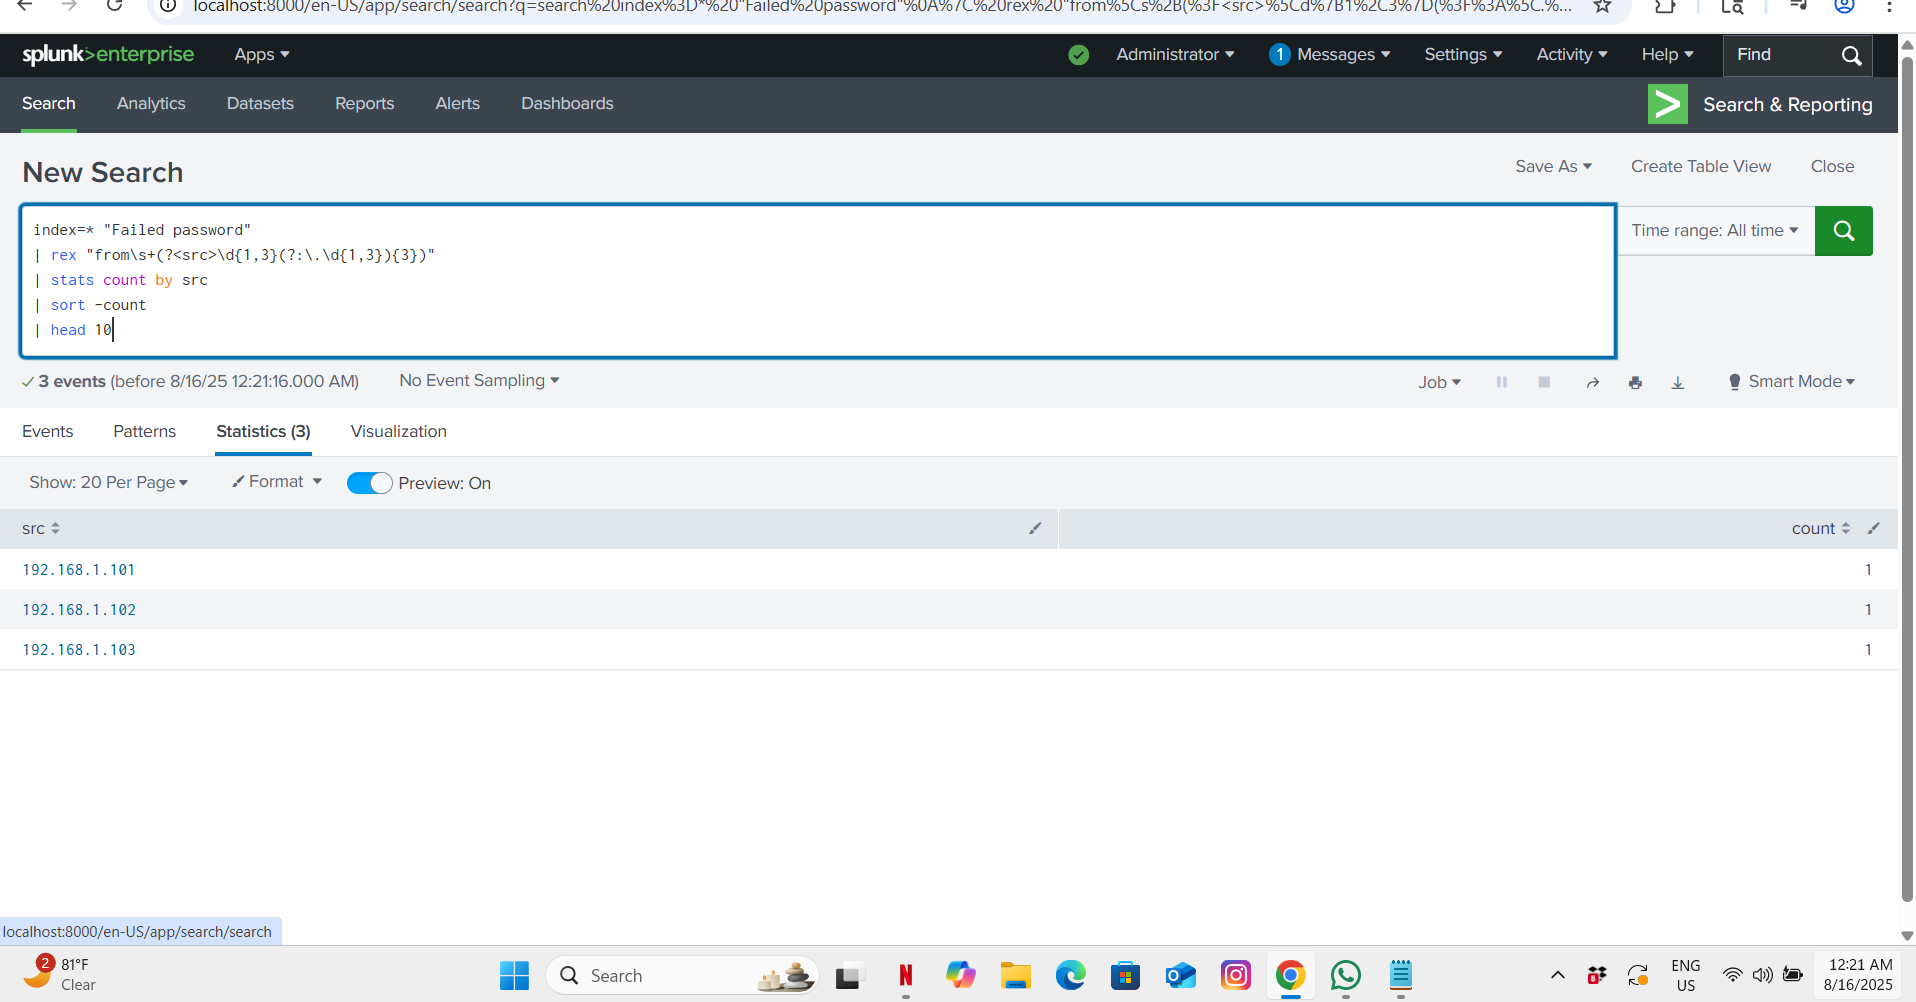 localhost:8000/en-US/app/search/search?q=search%20index%3D*%20"Failed%20password"%0A%7C%20rex%20"from%5Cs%2B(%3F<src>%5Cd%7B1%2C3%7D(%3F%3A%5C.%...
splunk>enterprise Apps Administrator 1 Messages Settings Activity Help Find
Search Analytics Datasets Reports Alerts Dashboards > Search & Reporting
New Search Save As Create Table View Close
index=* "Failed password"
| rex "from\s+(?<src>\d{1,3}(?:\.\d{1,3}){3})"
| stats count by src
| sort -count
| head 10
Time range: All time
3 events (before 8/16/25 12:21:16.000 AM) No Event Sampling Job Smart Mode
Events Patterns Statistics (3) Visualization
Show: 20 Per Page Format Preview: On
src count
192.168.1.101 1
192.168.1.102 1
192.168.1.103 1
localhost:8000/en-US/app/search/search
2 81°F
Clear
Search
N
ENG
US
12:21 AM
8/16/2025